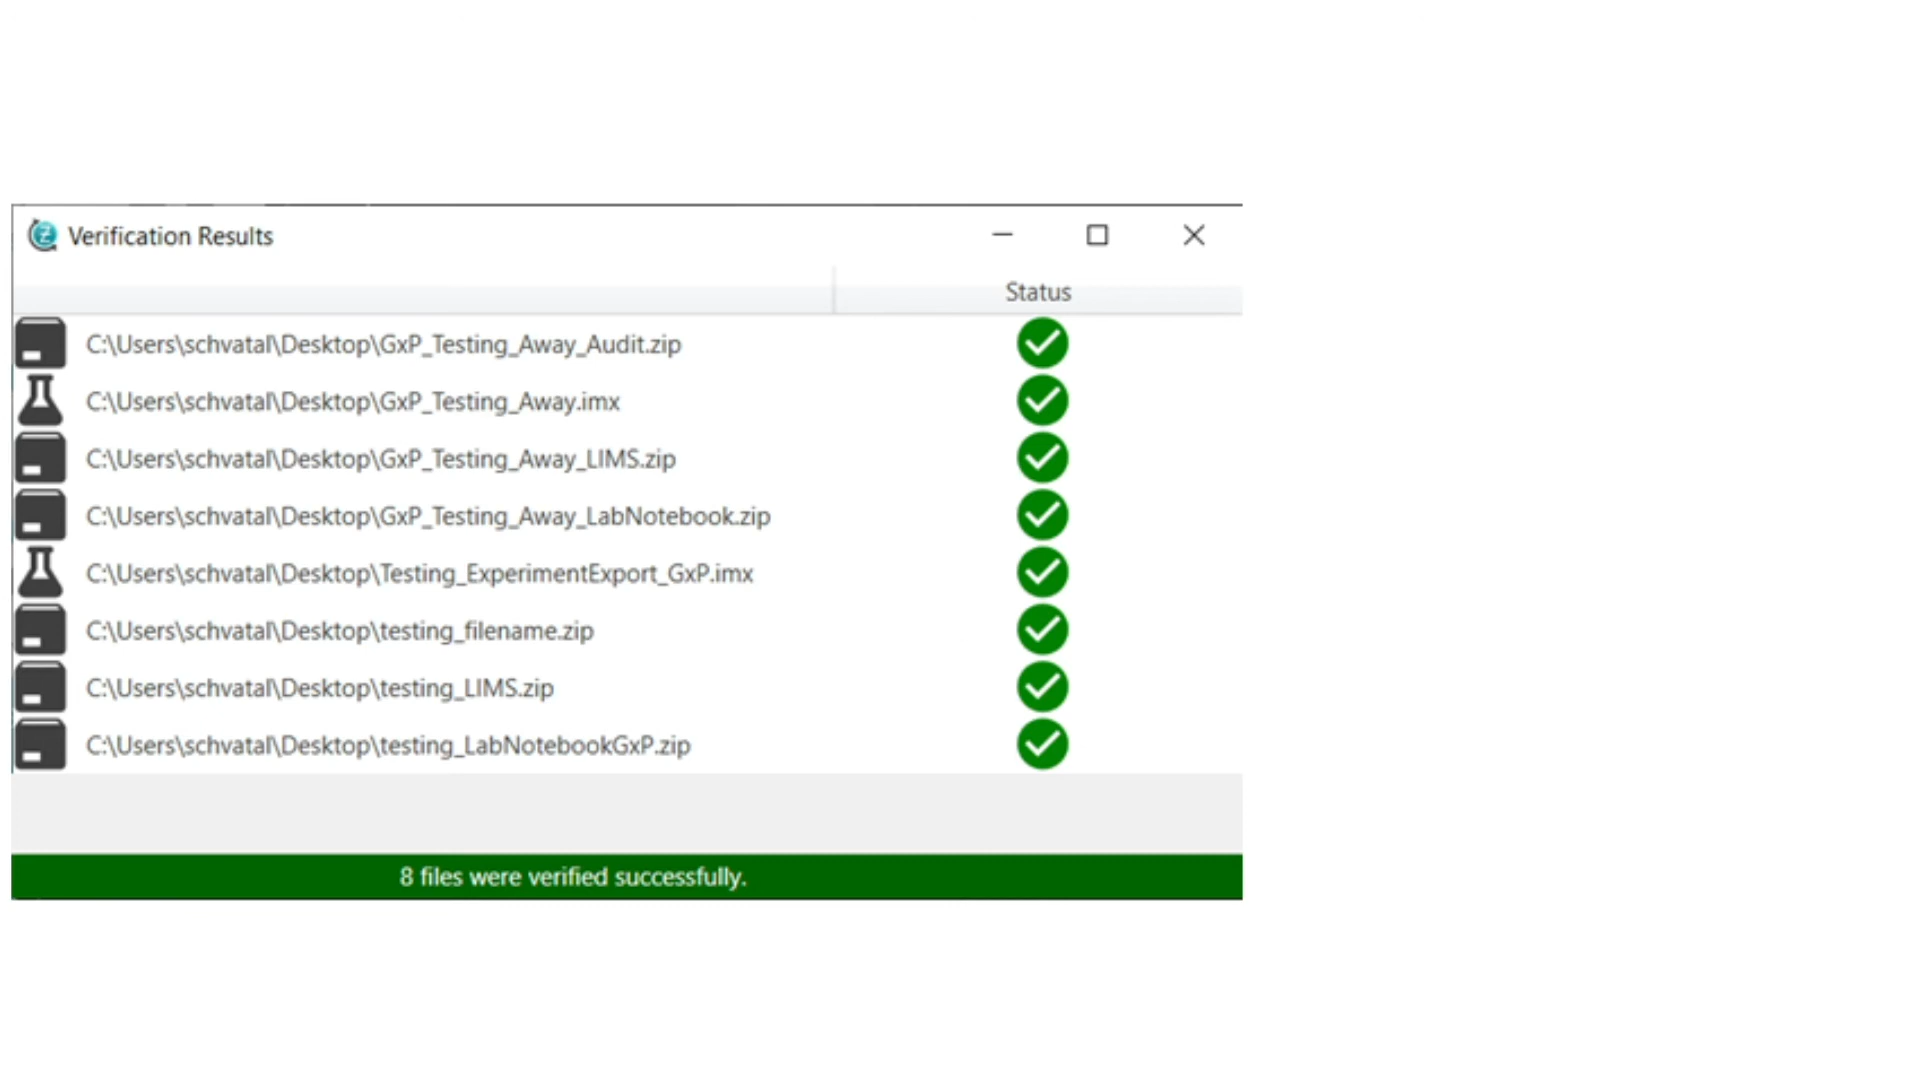 Verification Results
Status
C:\Users\schvatal\Desktop\GxP_Testing_Away_Audit.zip
C:\Users\schvatal\Desktop\GxP_Testing_Away.imx
C:\Users\schvatal\Desktop\GxP_Testing_Away_LIMS.zip
C:\Users\schvatal\Desktop\GxP_Testing_Away_LabNotebook.zip
C:\Users\schvatal\Desktop\Testing_ExperimentExport_GxP.imx
C:\Users\schvatal\Desktop\testing_filename.zip
C:\Users\schvatal\Desktop\testing_LIMS.zip
C:\Users\schvatal\Desktop\testing_LabNotebookGxP.zip
8 files were verified successfully.